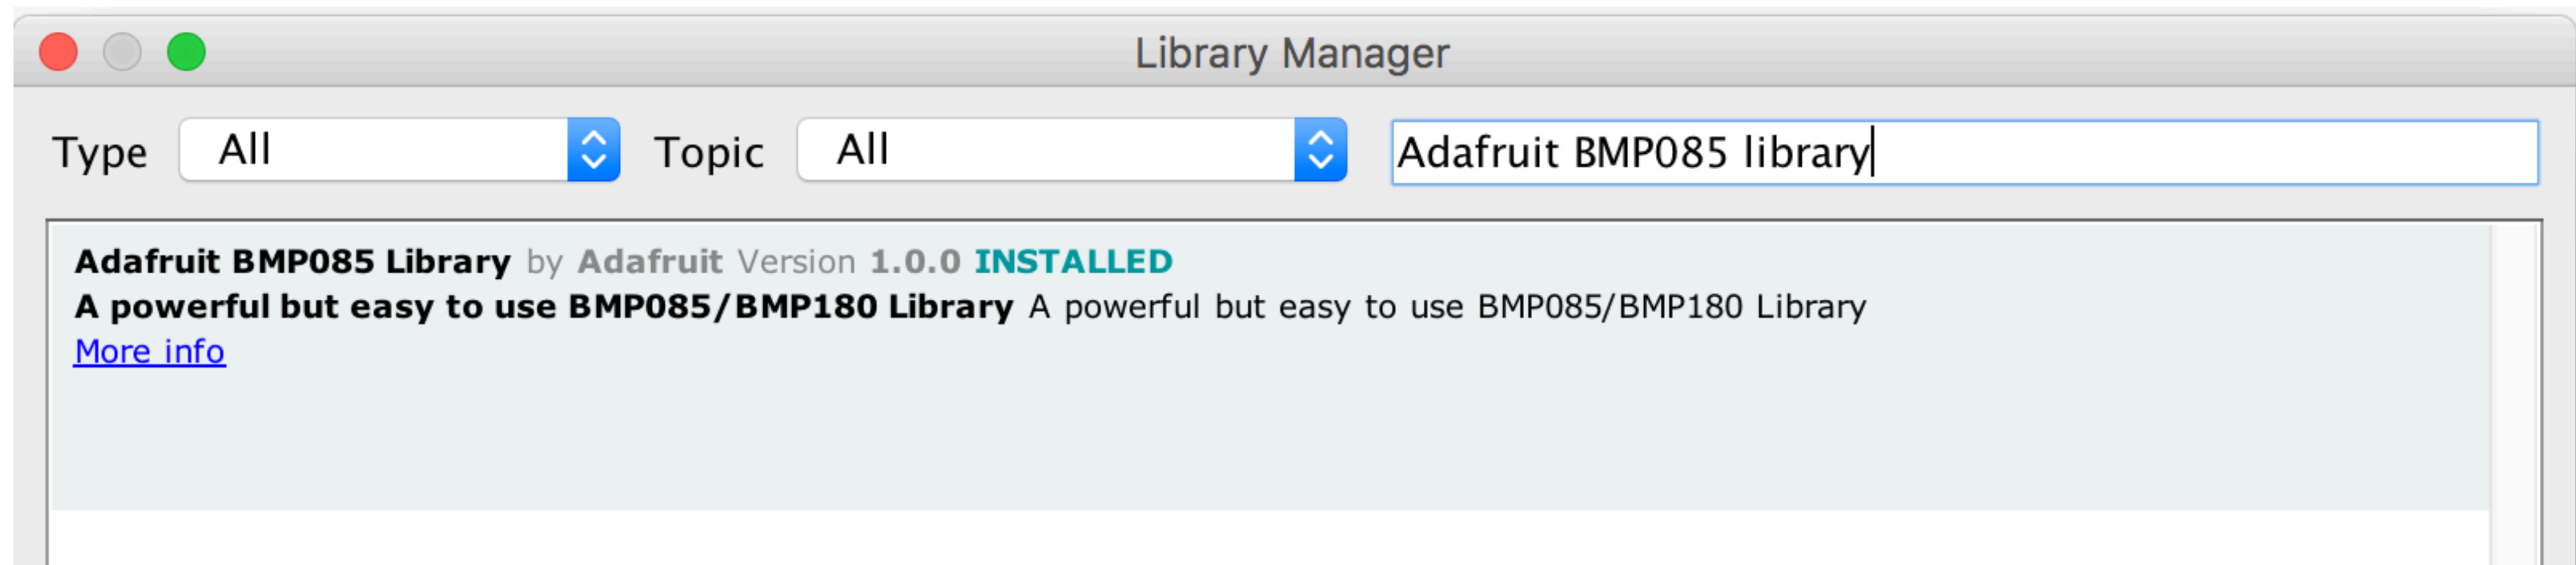 Library Manager
Type All Topic All Adafruit BMP085 library
Adafruit BMP085 Library by Adafruit Version 1.0.0 INSTALLED
A powerful but easy to use BMP085/BMP180 Library A powerful but easy to use BMP085/BMP180 Library
More info